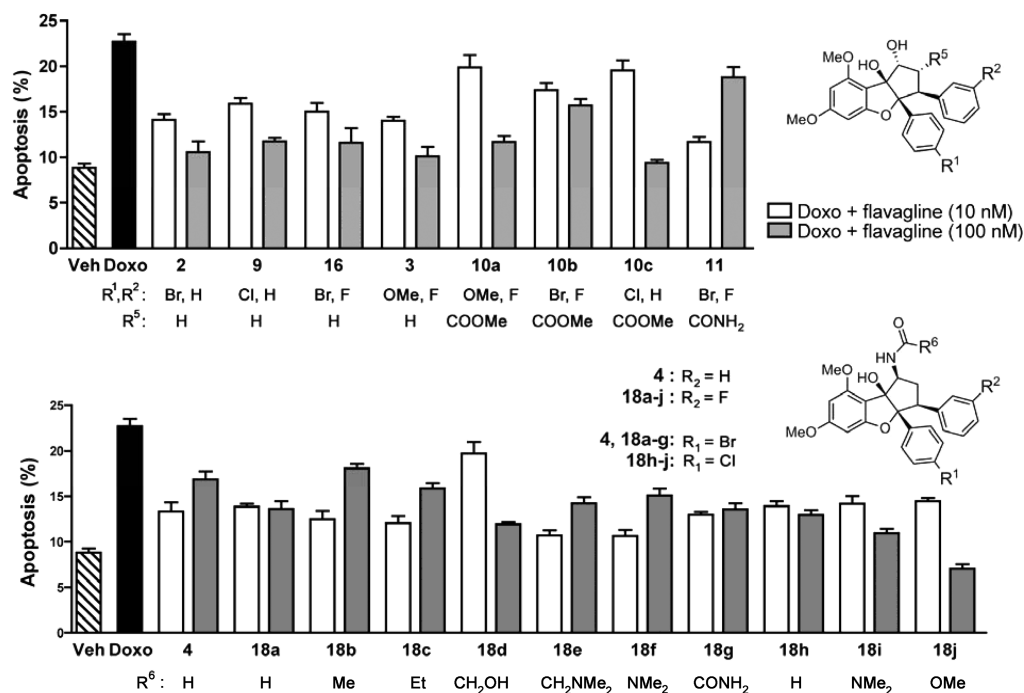 25
20
15
10
5
0
Apoptosis (%)
Veh Doxo 2 9 16 3 10a 10b 10c 11
R¹,R²: Br, H Cl, H Br, F OMe, F OMe, F Br, F Cl, H Br, F
R⁵: H H H H COOMe COOMe COOMe CONH₂
OH
MeO HO R⁵
R²
MeO O
R¹
Doxo + flavagline (10 nM)
Doxo + flavagline (100 nM)
O
R⁶
HN
MeO HO
R²
MeO O
R¹
4 : R₂ = H
18a-j : R₂ = F
4, 18a-g : R₁ = Br
18h-j : R₁ = Cl
25
20
15
10
5
0
Apoptosis (%)
Veh Doxo 4 18a 18b 18c 18d 18e 18f 18g 18h 18i 18j
R⁶ : H H Me Et CH₂OH CH₂NMe₂ NMe₂ CONH₂ H NMe₂ OMe